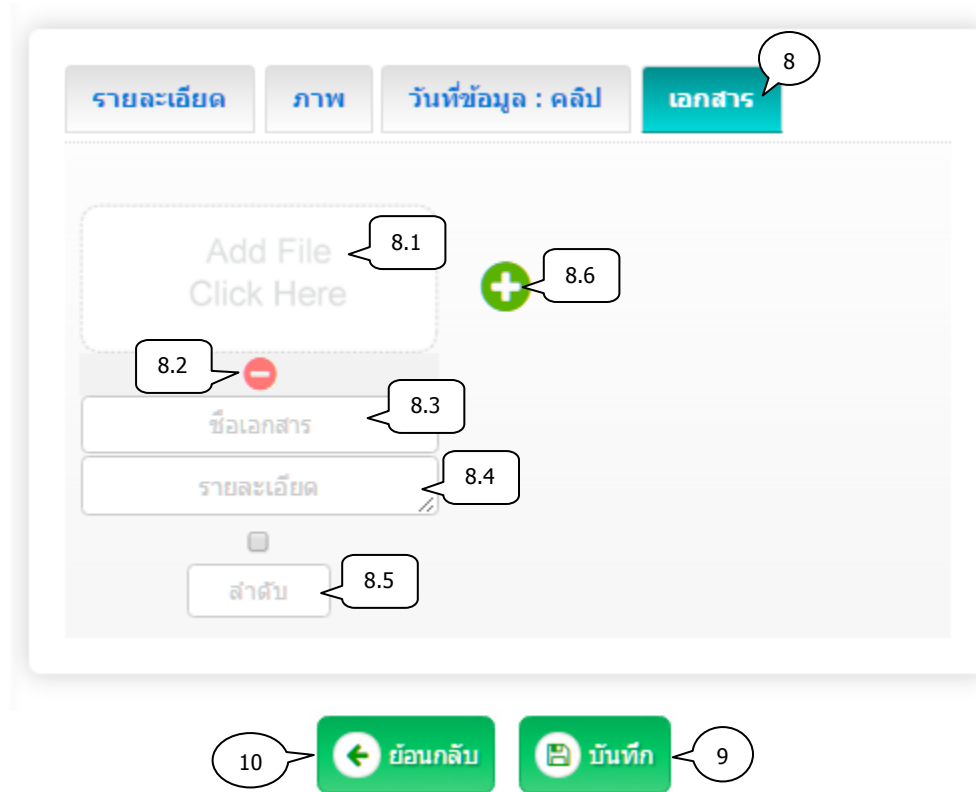 8
รายละเอียด ภาพ วันที่ข้อมูล : คลิป เอกสาร
Add File 8.1
Click Here
8.6
8.2
ชื่อเอกสาร 8.3
รายละเอียด 8.4
ลำดับ 8.5
10 ย้อนกลับ บันทึก 9